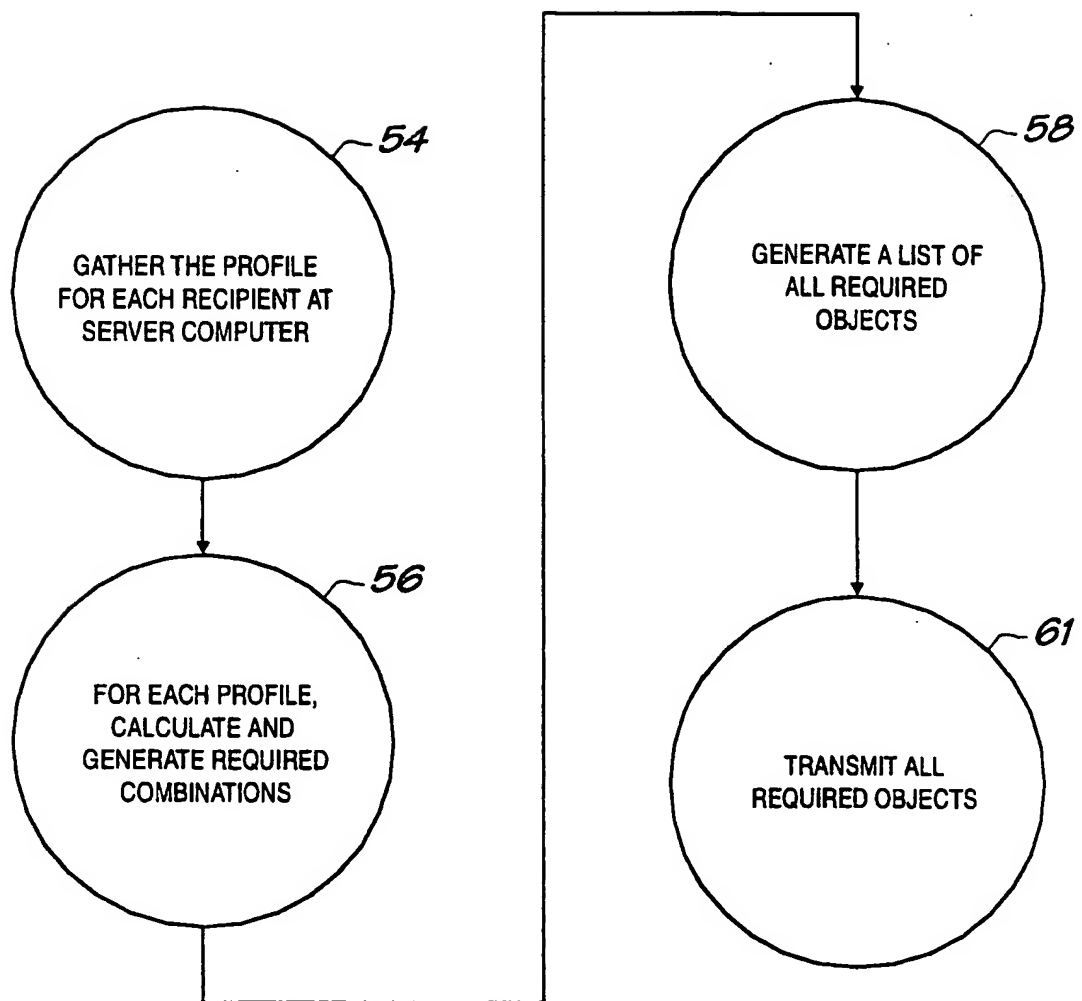 54
GATHER THE PROFILE
FOR EACH RECIPIENT AT
SERVER COMPUTER
56
FOR EACH PROFILE,
CALCULATE AND
GENERATE REQUIRED
COMBINATIONS
58
GENERATE A LIST OF
ALL REQUIRED
OBJECTS
61
TRANSMIT ALL
REQUIRED OBJECTS